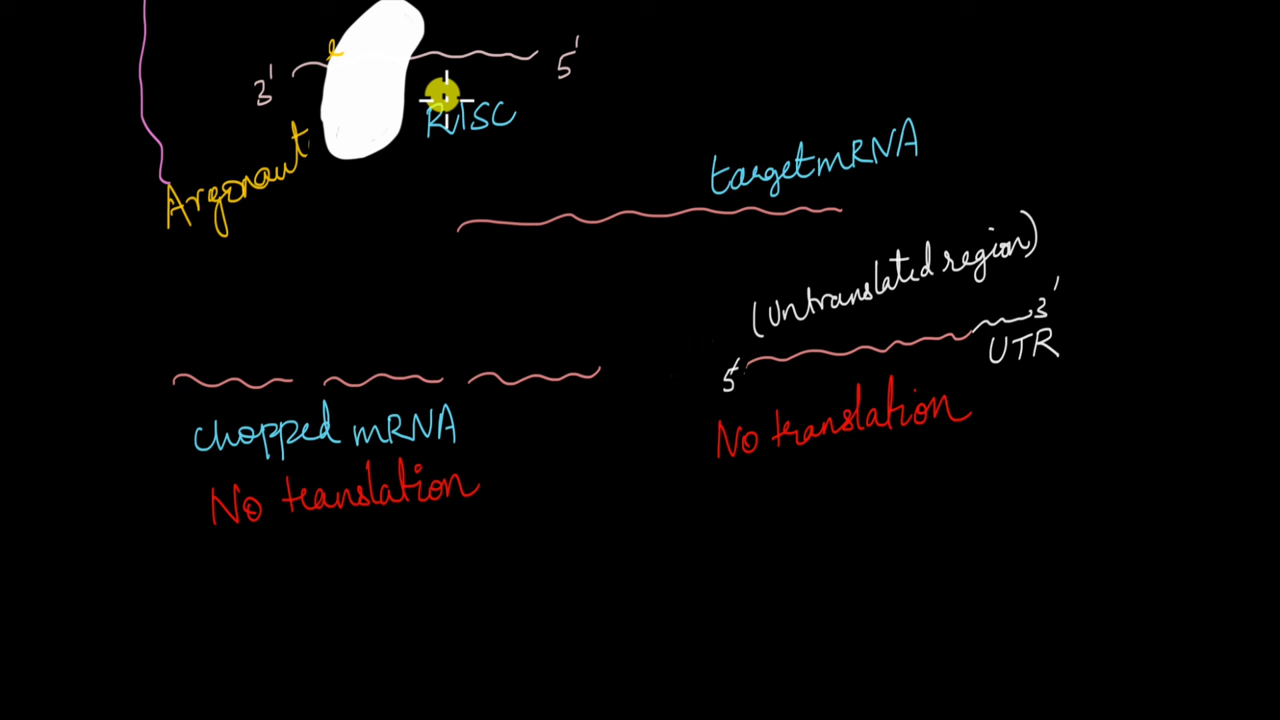 3' 5'
RISC
Argonaut
target mRNA
(Untranslated region)
5' 3'
UTR
chopped mRNA
No translation
No translation